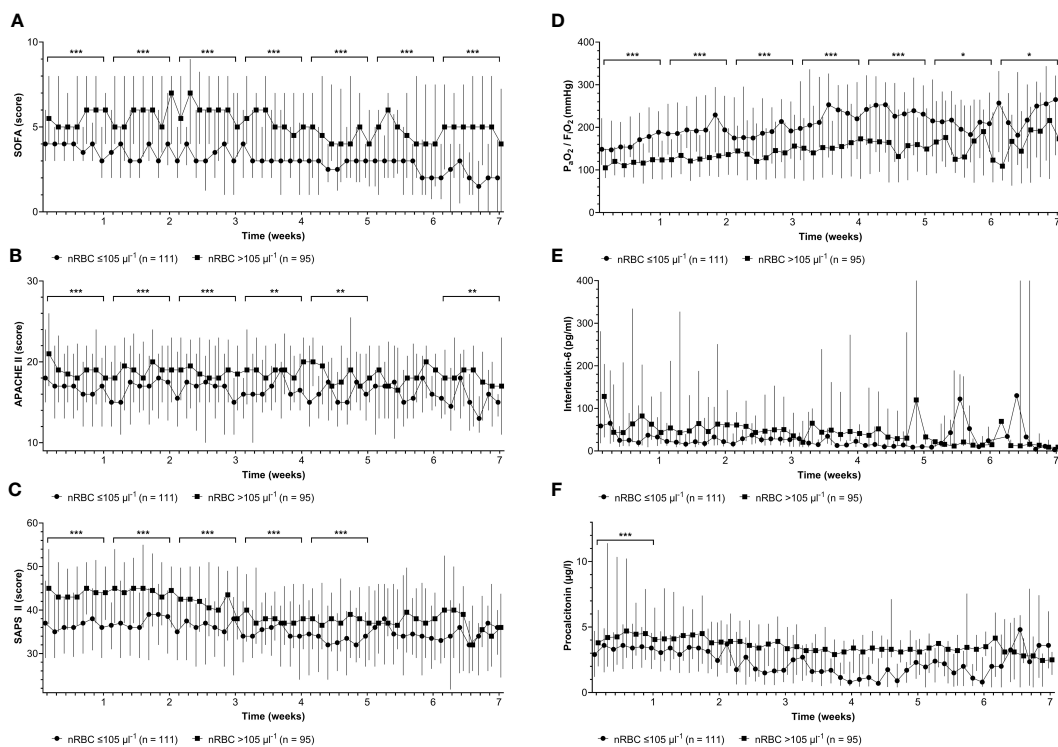 A
10
5
0
SOFA (score)
*** *** *** *** *** *** ***
1 2 3 4 5 6 7
Time (weeks)
nRBC ≤105 µl⁻¹ (n = 111) nRBC >105 µl⁻¹ (n = 95)
B
30
20
10
APACHE II (score)
*** *** *** ** ** **
1 2 3 4 5 6 7
Time (weeks)
nRBC ≤105 µl⁻¹ (n = 111) nRBC >105 µl⁻¹ (n = 95)
C
60
50
40
30
SAPS II (score)
*** *** *** *** ***
1 2 3 4 5 6 7
Time (weeks)
nRBC ≤105 µl⁻¹ (n = 111) nRBC >105 µl⁻¹ (n = 95)
D
400
300
200
100
0
PaO2 / FiO2 (mmHg)
*** *** *** *** *** * *
1 2 3 4 5 6 7
Time (weeks)
nRBC ≤105 µl⁻¹ (n = 111) nRBC >105 µl⁻¹ (n = 95)
E
400
300
200
100
0
Interleukin-6 (pg/ml)
1 2 3 4 5 6 7
Time (weeks)
nRBC ≤105 µl⁻¹ (n = 111) nRBC >105 µl⁻¹ (n = 95)
F
10
5
0
Procalcitonin (µg/l)
***
1 2 3 4 5 6 7
Time (weeks)
nRBC ≤105 µl⁻¹ (n = 111) nRBC >105 µl⁻¹ (n = 95)